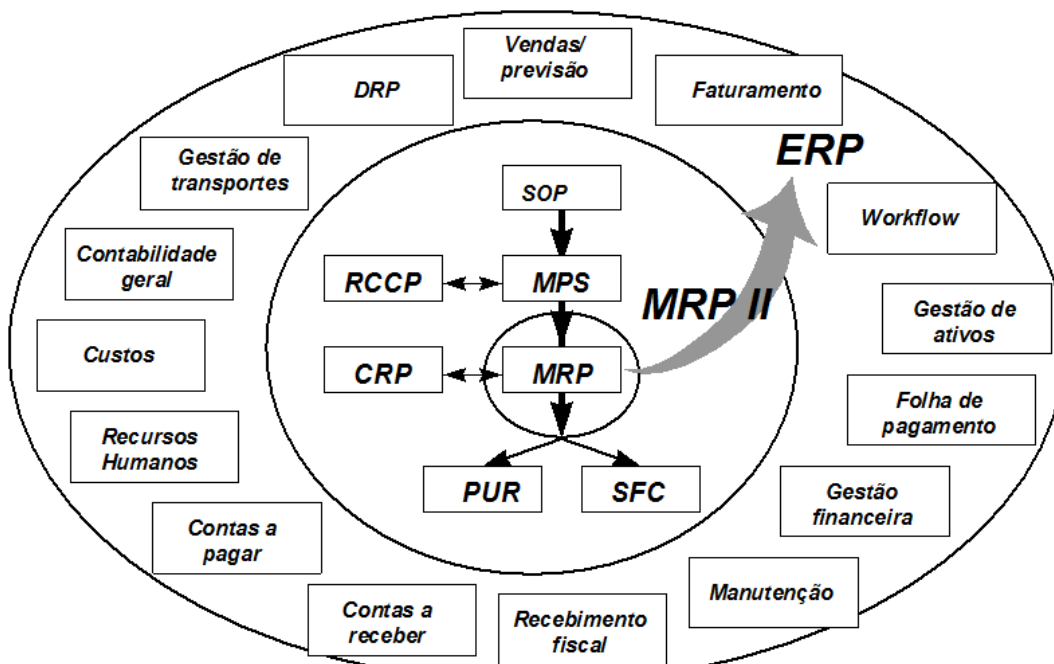 Vendas/
previsão
DRP
Faturamento
ERP
Gestão de
transportes
SOP
Workflow
Contabilidade
geral
RCCP
MPS
MRP II
Gestão de
ativos
Custos
CRP
MRP
Folha de
pagamento
Recursos
Humanos
PUR
SFC
Gestão
financeira
Contas a
pagar
Manutenção
Contas a
receber
Recebimento
fiscal